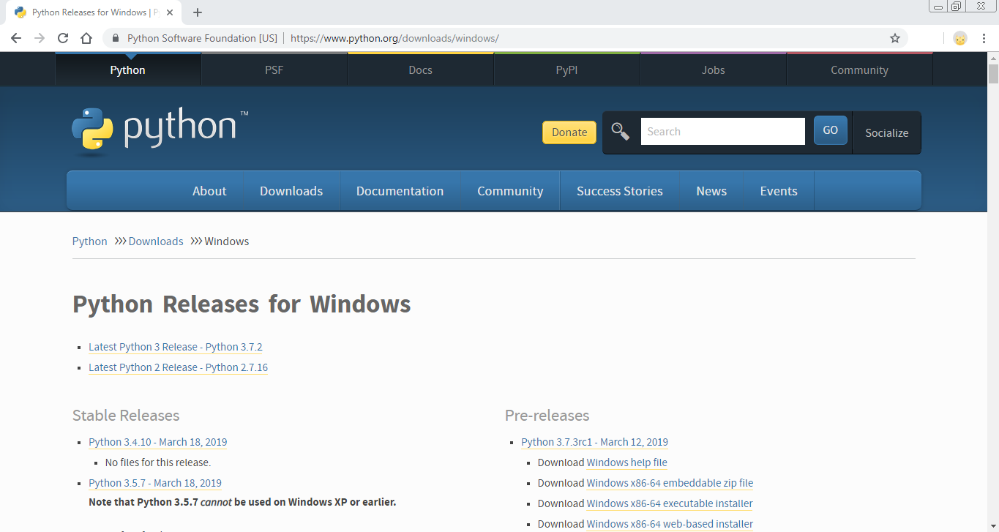 Python Releases for Windows | P
Python Software Foundation [US] | https://www.python.org/downloads/windows/
Python PSF Docs PyPI Jobs Community
python™
Donate Search GO Socialize
About Downloads Documentation Community Success Stories News Events
Python >>> Downloads >>> Windows
Python Releases for Windows
Latest Python 3 Release - Python 3.7.2
Latest Python 2 Release - Python 2.7.16
Stable Releases
Python 3.4.10 - March 18, 2019
No files for this release.
Python 3.5.7 - March 18, 2019
Note that Python 3.5.7 cannot be used on Windows XP or earlier.
Pre-releases
Python 3.7.3rc1 - March 12, 2019
Download Windows help file
Download Windows x86-64 embeddable zip file
Download Windows x86-64 executable installer
Download Windows x86-64 web-based installer